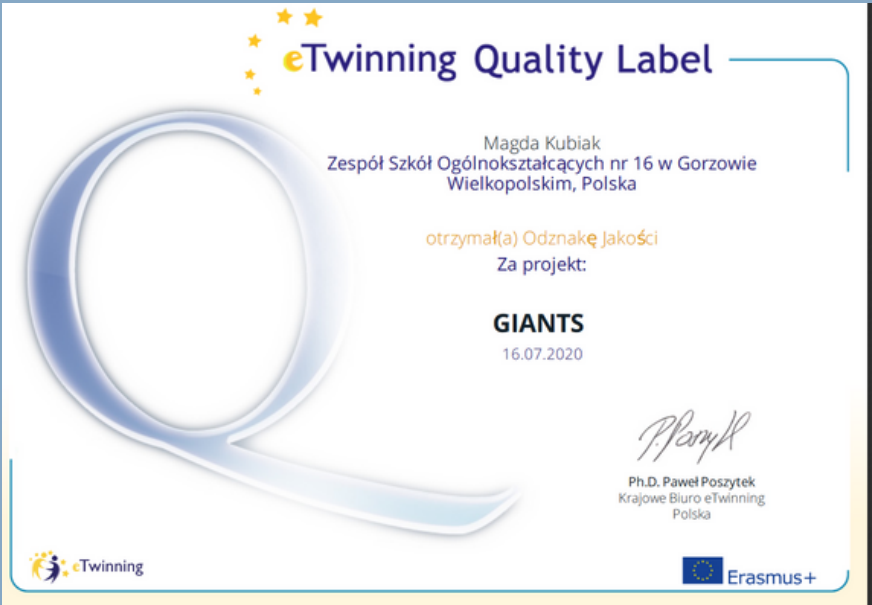 eTwinning Quality Label
Magda Kubiak
Zespół Szkół Ogólnokształcących nr 16 w Gorzowie
Wielkopolskim, Polska
otrzymał(a) Odznakę Jakości
Za projekt:
GIANTS
16.07.2020
Ph.D. Paweł Poszytek
Krajowe Biuro eTwinning
Polska
eTwinning
Erasmus+